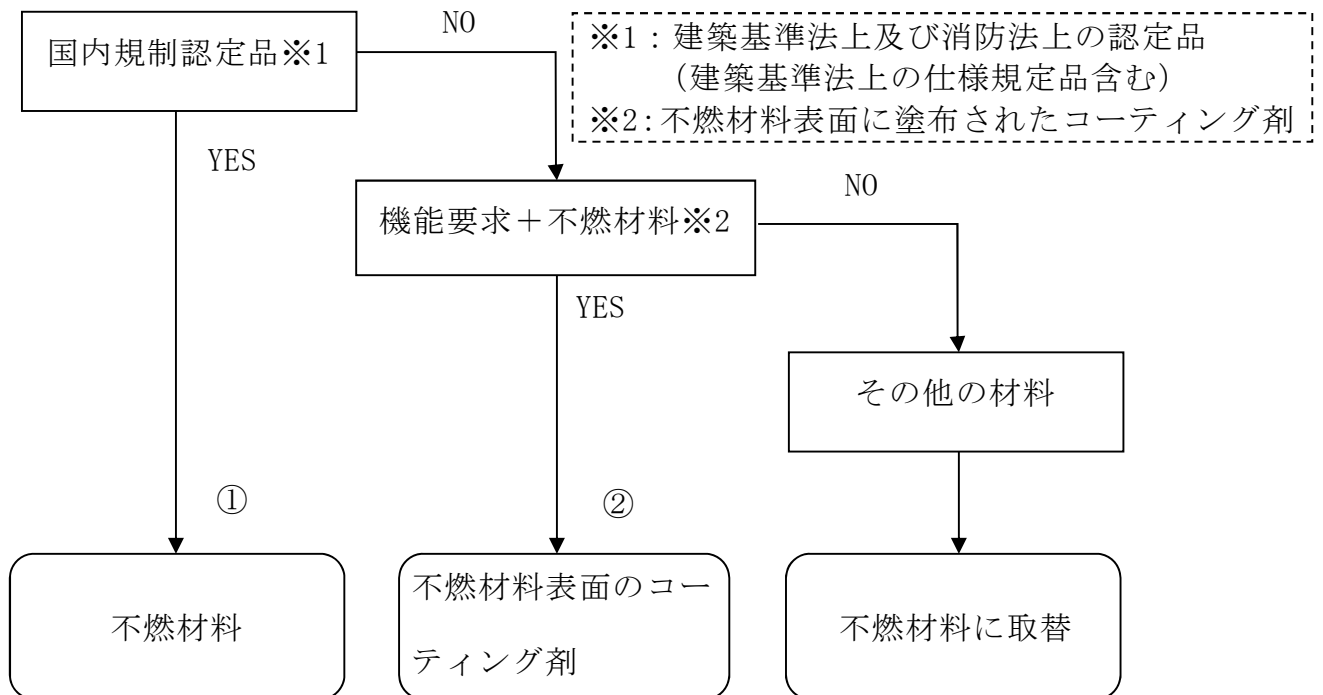 国内規制認定品※1
NO
※1：建築基準法上及び消防法上の認定品
（建築基準法上の仕様規定品含む）
※2：不燃材料表面に塗布されたコーティング剤
YES
機能要求＋不燃材料※2
NO
YES
その他の材料
①
②
不燃材料
不燃材料表面のコー
ティング剤
不燃材料に取替